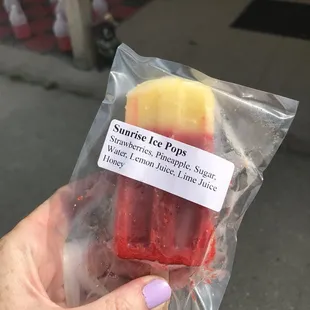 Sunrise Ice Pops
Strawberries, Pineapple, Sugar,
Water, Lemon Juice, Lime Juice
Honey